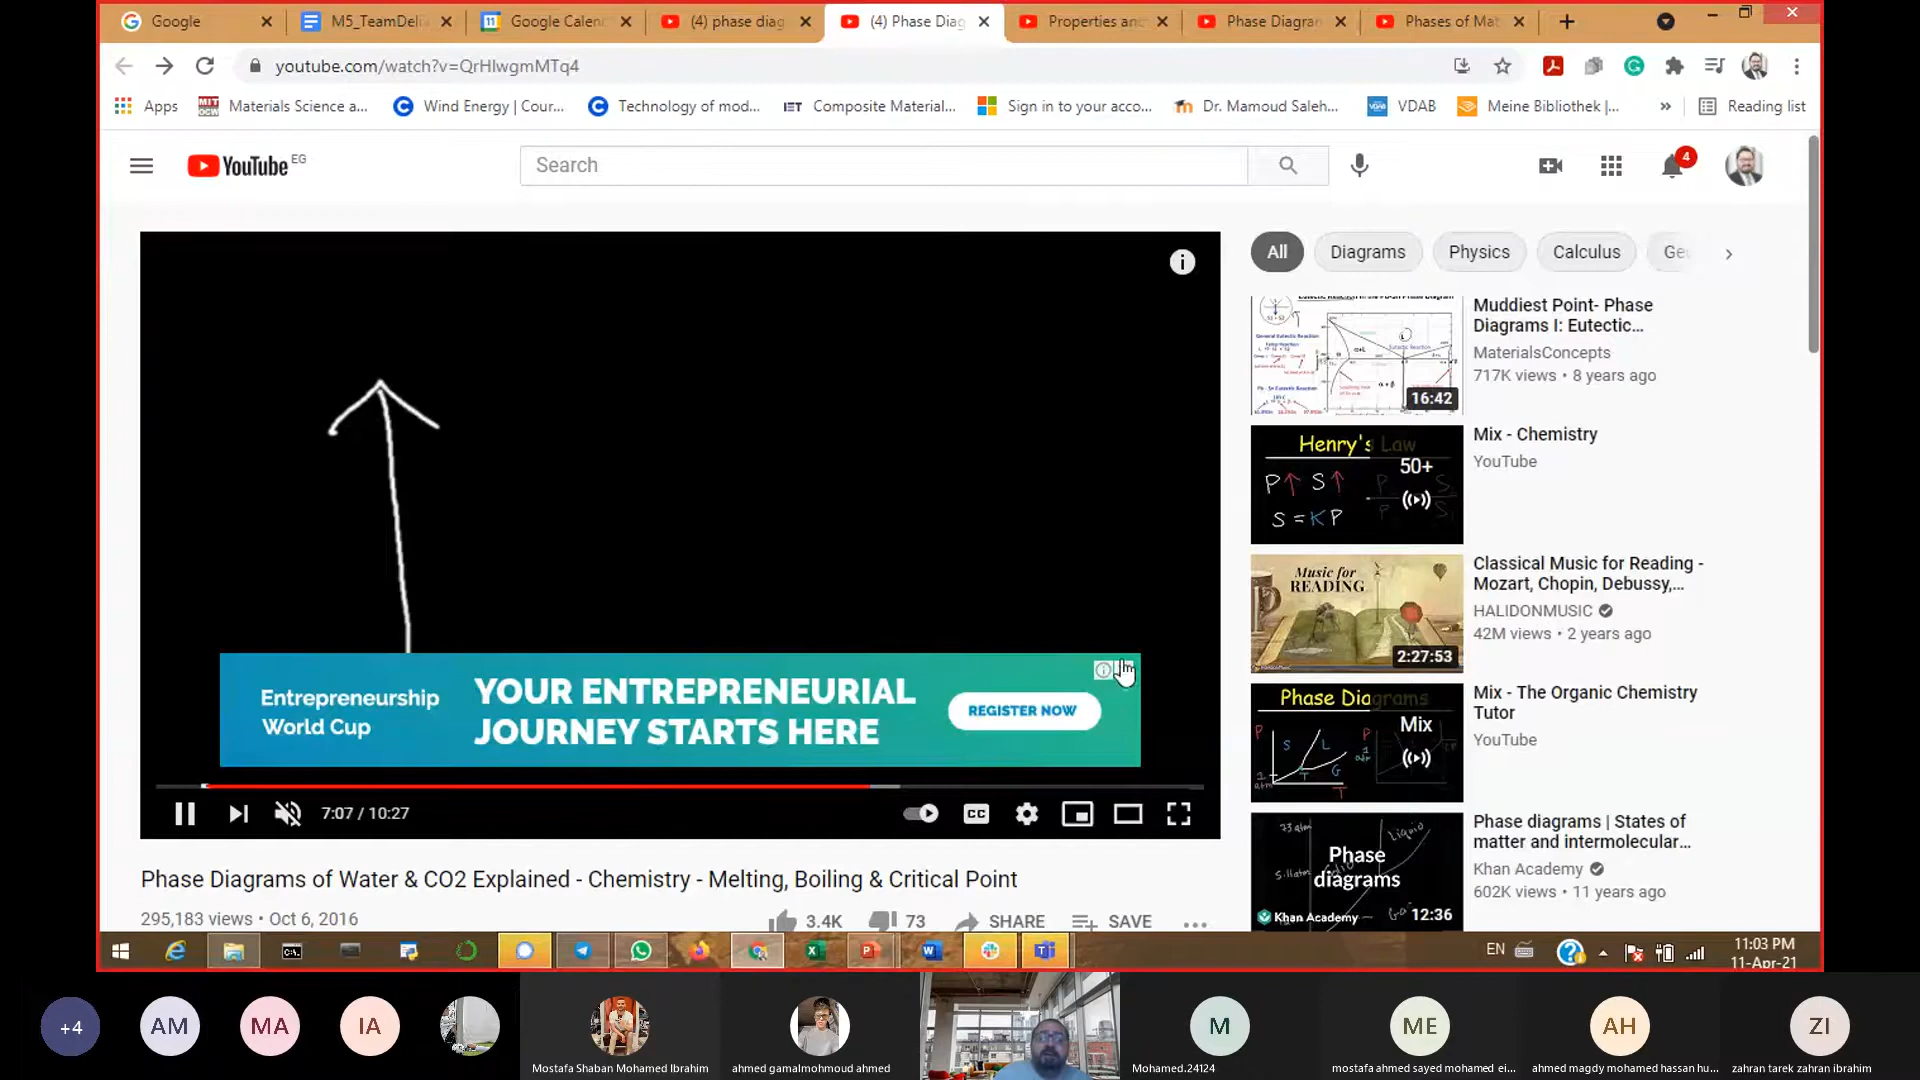 Google
M5_TeamDeli
Google Calen
(4) phase diag
(4) Phase Diag
Properties and
Phase Diagran
Phases of Mat
youtube.com/watch?v=QrHlwgmMTq4
Apps
Materials Science a...
Wind Energy | Cour...
Technology of mod...
IET
Composite Material...
Sign in to your acco...
Dr. Mamoud Saleh...
VDAB
Meine Bibliothek |...
»
Reading list
YouTube EG
Search
4
All
Diagrams
Physics
Calculus
Muddiest Point- Phase
Diagrams I: Eutectic...
MaterialsConcepts
717K views • 8 years ago
16:42
Henry's Law
P↑ S↑
S = K P
50+
Mix - Chemistry
YouTube
Music for
READING
2:27:53
Classical Music for Reading -
Mozart, Chopin, Debussy,...
HALIDONMUSIC
42M views • 2 years ago
Phase Diagrams
P
S L
G
T
1
atm
T
Mix
Mix - The Organic Chemistry
Tutor
YouTube
Liquid
Phase
diagrams
Khan Academy
12:36
Phase diagrams | States of
matter and intermolecular...
Khan Academy
602K views • 11 years ago
Entrepreneurship
World Cup
YOUR ENTREPRENEURIAL
JOURNEY STARTS HERE
REGISTER NOW
7:07 / 10:27
CC
Phase Diagrams of Water & CO2 Explained - Chemistry - Melting, Boiling & Critical Point
295,183 views • Oct 6, 2016
3.4K
73
SHARE
SAVE
EN
11:03 PM
11-Apr-21
+4
AM
MA
IA
Mostafa Shaban Mohamed Ibrahim
ahmed gamalmohmoud ahmed
M
Mohamed.24124
ME
mostafa ahmed sayed mohamed ei...
AH
ahmed magdy mohamed hassan hu...
ZI
zahran tarek zahran ibrahim